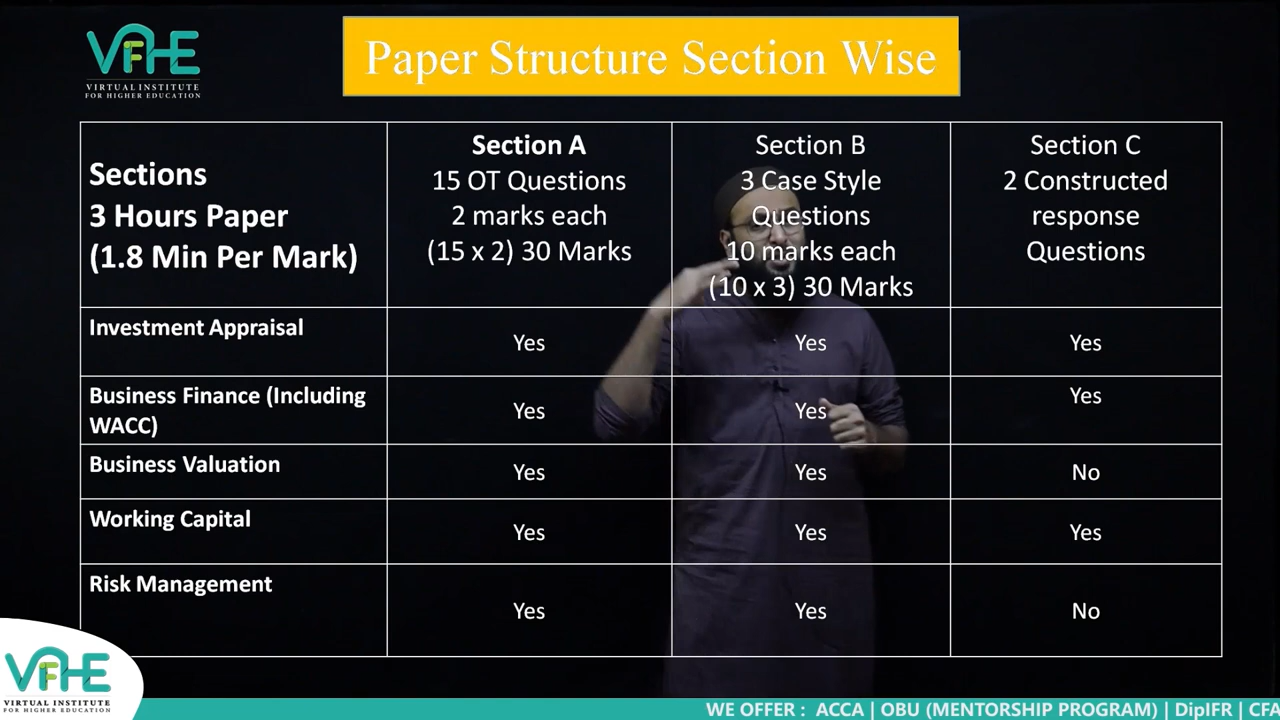 VIFHE
VIRTUAL INSTITUTE
FOR HIGHER EDUCATION
Paper Structure Section Wise
Sections
3 Hours Paper
(1.8 Min Per Mark)
Section A
15 OT Questions
2 marks each
(15 x 2) 30 Marks
Section B
3 Case Style
Questions
10 marks each
(10 x 3) 30 Marks
Section C
2 Constructed
response
Questions
Investment Appraisal
Yes
Yes
Yes
Business Finance (Including
WACC)
Yes
Yes
Yes
Business Valuation
Yes
Yes
No
Working Capital
Yes
Yes
Yes
Risk Management
Yes
Yes
No
VIFHE
VIRTUAL INSTITUTE
FOR HIGHER EDUCATION
WE OFFER : ACCA | OBU (MENTORSHIP PROGRAM) | DipIFR | CFA